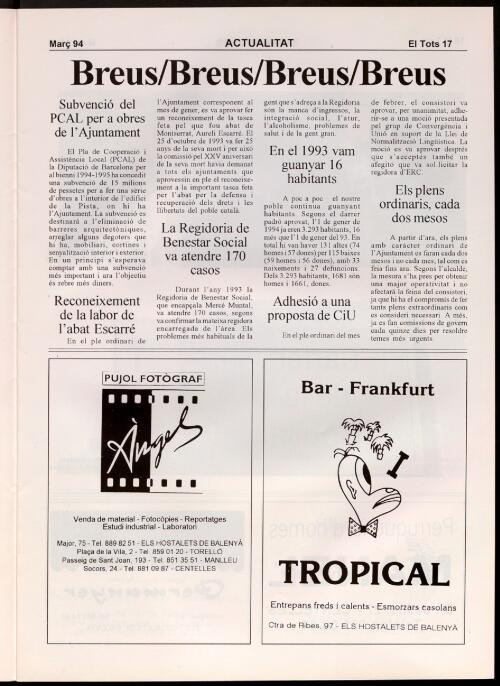 Març 94
ACTUALITAT
El Tots 17
Breus/Breus/Breus/Breus
Subvenció del
PCAL per a obres
de l'Ajuntament
El Pla de Cooperació i
Assistència Local (PCAL) de
la Diputació de Barcelona per
al bienni 1994-1995 ha concedit
una subvenció de 15 milions
de pessetes per a fer una sèrie
d'obres a l'interior de l'edifici
de la Pista, on hi ha
l'Ajuntament. La subvenció es
destinarà a l'eliminació de
barreres arquitectòniques,
arreglar alguns degoters que
hi ha, mobiliari, cortines i
senyalització interior i exterior.
En un principi s'esperava
comptar amb una subvenció
més important i ara l'objectiu
és rebre més diners.
Reconeixement
de la labor de
l'abat Escarré
En el ple ordinari de
l'Ajuntament corresponent al
mes de gener, es va aprovar fer
un reconeixement de la tasca
feta pel que fou abat de
Montserrat, Aureli Escarré. El
25 d'octubre de 1993 va fer 25
anys de la seva mort i per això
la comissió pel XXV aniversari
de la seva mort havia demanat
a tots els ajuntaments que
aprovessin en ple el reconeixe-
ment a la important tasca feta
per l'abat per la defensa i
recuperació dels drets i les
llibertats del poble català.
La Regidoria de
Benestar Social
va atendre 170
casos
Durant l'any 1993 la
Regidoria de Benestar Social,
que encapçala Mercè Muntal,
va atendre 170 casos, segons
va confirmar la mateixa regidora
encarregada de l'àrea. Els
problemes més habituals de la
gent que s'adreça a la Regidoria
són la manca d'ingressos, la
integració social, l'atur,
l'alcoholisme, problemes de
salut i de la gent gran.
En el 1993 vam
guanyar 16
habitants
A poc a poc el nostre
poble continua guanyant
habitants. Segons el darrer
padró aprovat, l'1 de gener de
1994 ja érem 3.293 habitants, 16
més que l'1 de gener del 93. En
total hi van haver 131 altes (74
homes i 57 dones) per 115 baixes
(59 homes i 56 dones), entre 33
naixements i 27 defuncions.
Dels 3.293 habitants, 1681 són
homes i 1661, dones.
Adhesió a una
proposta de CiU
En el ple ordinari del mes
de febrer, el consistori va
aprovar, per unanimitat, adhe-
rir-se a una moció presentada
pel grup de Convergència i
Unió en suport de la Llei de
Normalització Lingüística. La
moció es va aprovar després
que s'acceptés també un
afegitó que va sol.licitar la
regidora d'ERC.
Els plens
ordinaris, cada
dos mesos
A partir d'ara, els plens
amb caràcter ordinari de
l'Ajuntament es faran cada dos
mesos i no cada mes, tal com es
feia fins ara. Segons l'alcalde,
la mesura s'ha pres per obtenir
una major operativitat i no
afectarà la feina del consistori,
ja que hi ha el compromís de fer
tants plens extraordinaris com
es consideri necessari. A més,
ja es fan comissions de govern
cada quinze dies per resoldre
temes més urgents.
PUJOL FOTÒGRAF
Àngel
Venda de material - Fotocòpies - Reportatges
Estudi industrial - Laboratori
Major, 75 - Tel. 889 82 51 - ELS HOSTALETS DE BALENYÀ
Plaça de la Vila, 2 - Tel. 859 01 20 - TORELLÓ
Passeig de Sant Joan, 193 - Tel. 851 35 51 - MANLLEU
Socors, 24 - Tel. 881 09 87 - CENTELLES
Bar - Frankfurt
TROPICAL
Entrepans freds i calents - Esmorzars casolans
Ctra de Ribes, 97 - ELS HOSTALETS DE BALENYÀ